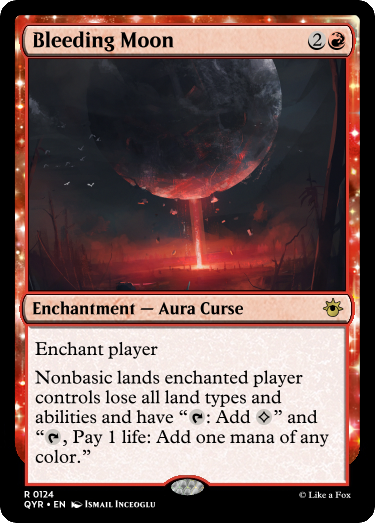 Bleeding Moon 2
Enchantment — Aura Curse
Enchant player
Nonbasic lands enchanted player
controls lose all land types and
abilities and have “: Add ” and
“, Pay 1 life: Add one mana of any
color.”
R 0124
QYR • EN Ismail Inceoglu
© Like a Fox